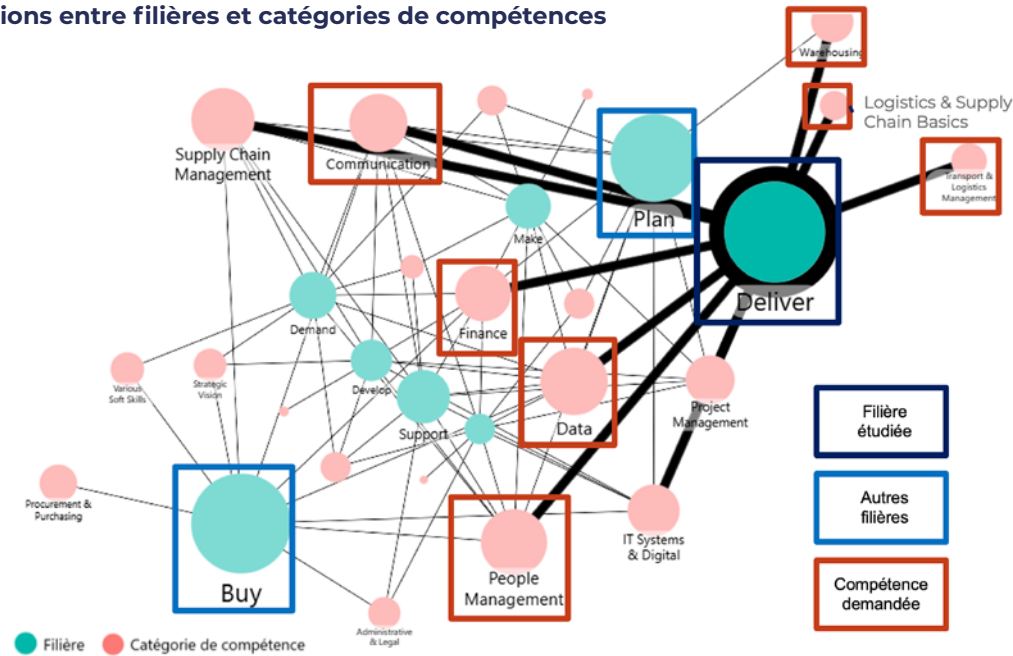 ions entre filières et catégories de compétences
Warehousing
Logistics & Supply
Chain Basics
Supply Chain
Management
Communication
Transport &
Logistics
Management
Plan
Make
Deliver
Demand
Finance
Various
Soft Skills
Strategic
Vision
Develop
Support
Data
Project
Management
Filière
étudiée
Procurement &
Purchasing
Autres
filières
IT Systems
& Digital
Buy
People
Management
Compétence
demandée
Administrative
& Legal
Filière
Catégorie de compétence